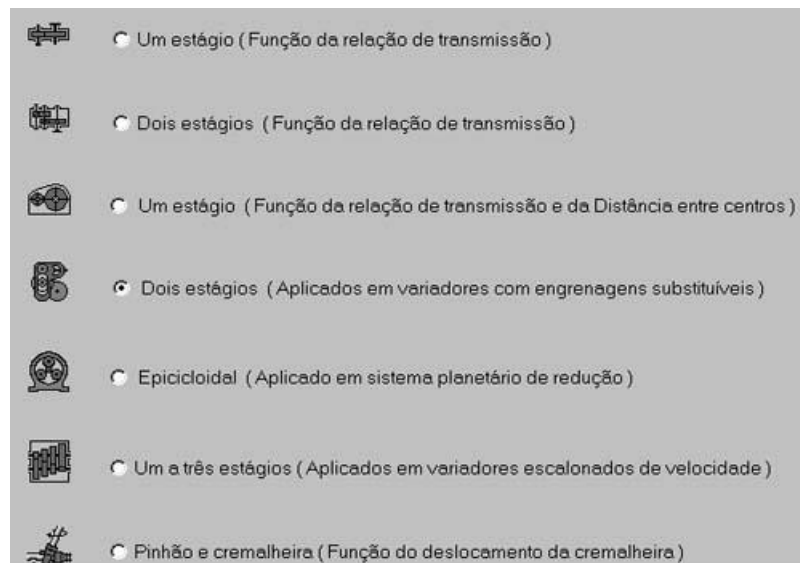 Um estágio ( Função da relação de transmissão )
Dois estágios ( Função da relação de transmissão )
Um estágio ( Função da relação de transmissão e da Distância entre centros )
Dois estágios ( Aplicados em variadores com engrenagens substituíveis )
Epicicloidal ( Aplicado em sistema planetário de redução )
Um a três estágios ( Aplicados em variadores escalonados de velocidade )
Pinhão e cremalheira ( Função do deslocamento da cremalheira )